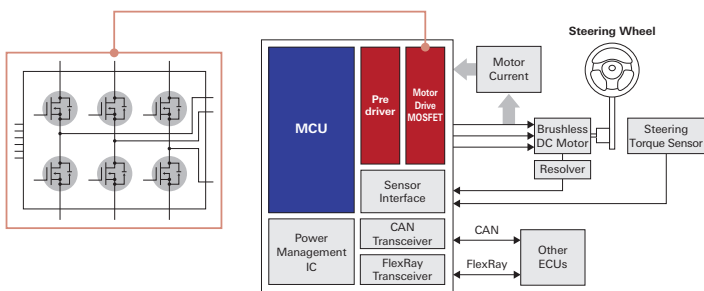 Steering Wheel
MCU
Pre
driver
Motor
Drive
MOSFET
Motor
Current
Brushless
DC Motor
Steering
Torque Sensor
Resolver
Sensor
Interface
Power
Management
IC
CAN
Transceiver
FlexRay
Transceiver
CAN
FlexRay
Other
ECUs